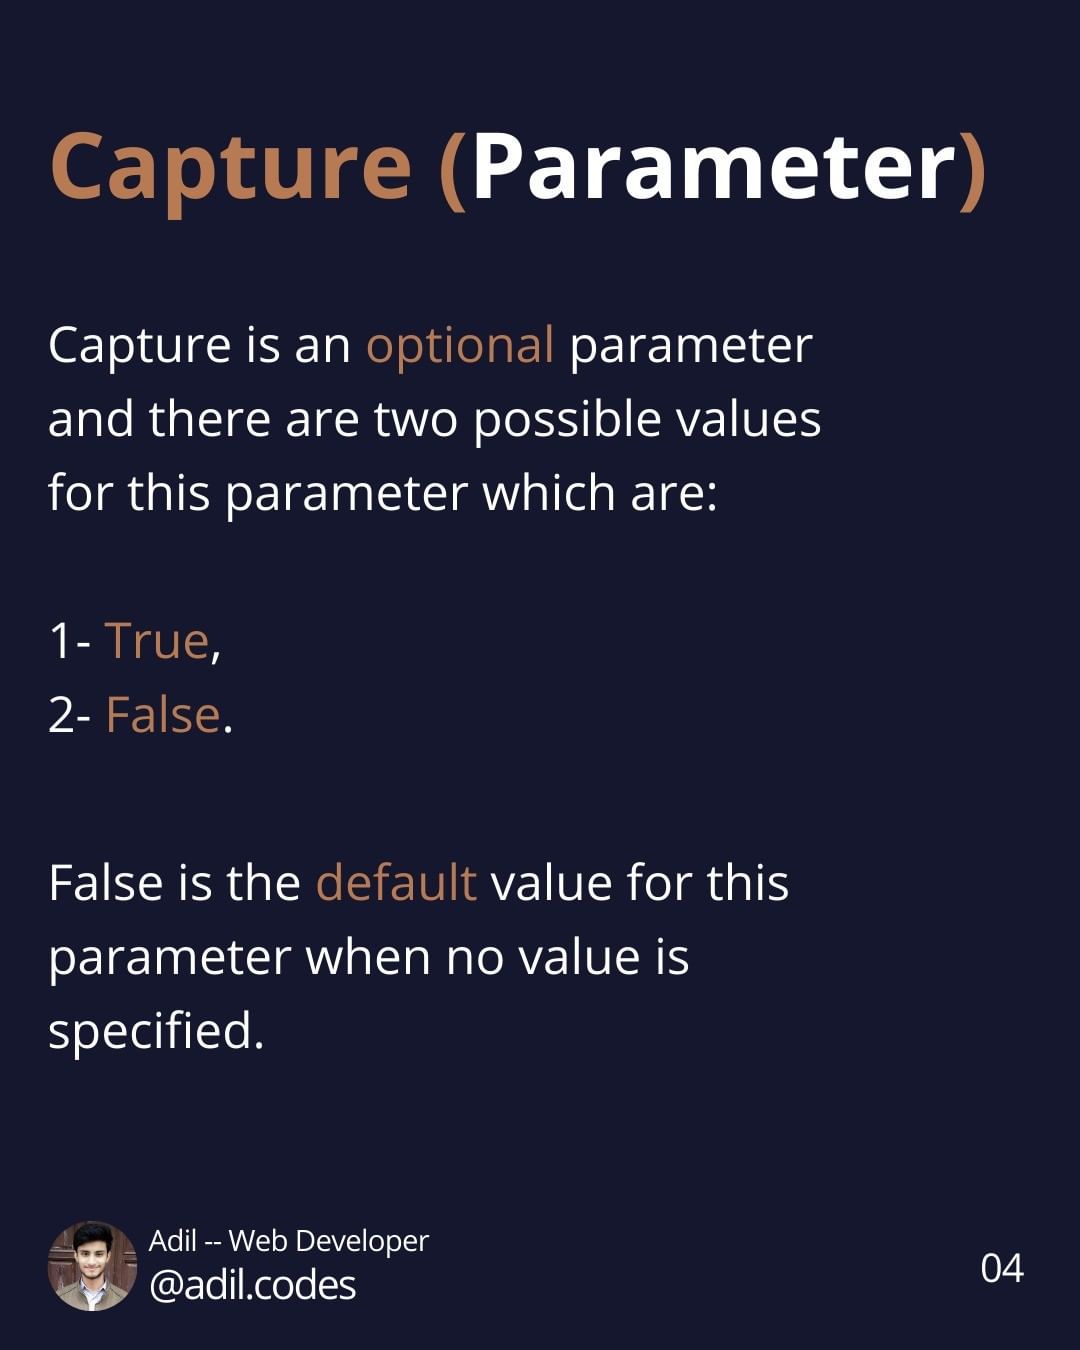 Capture (Parameter)
Capture is an optional parameter
and there are two possible values
for this parameter which are:
1- True,
2- False.
False is the default value for this
parameter when no value is
specified.
Adil -- Web Developer
@adil.codes
04